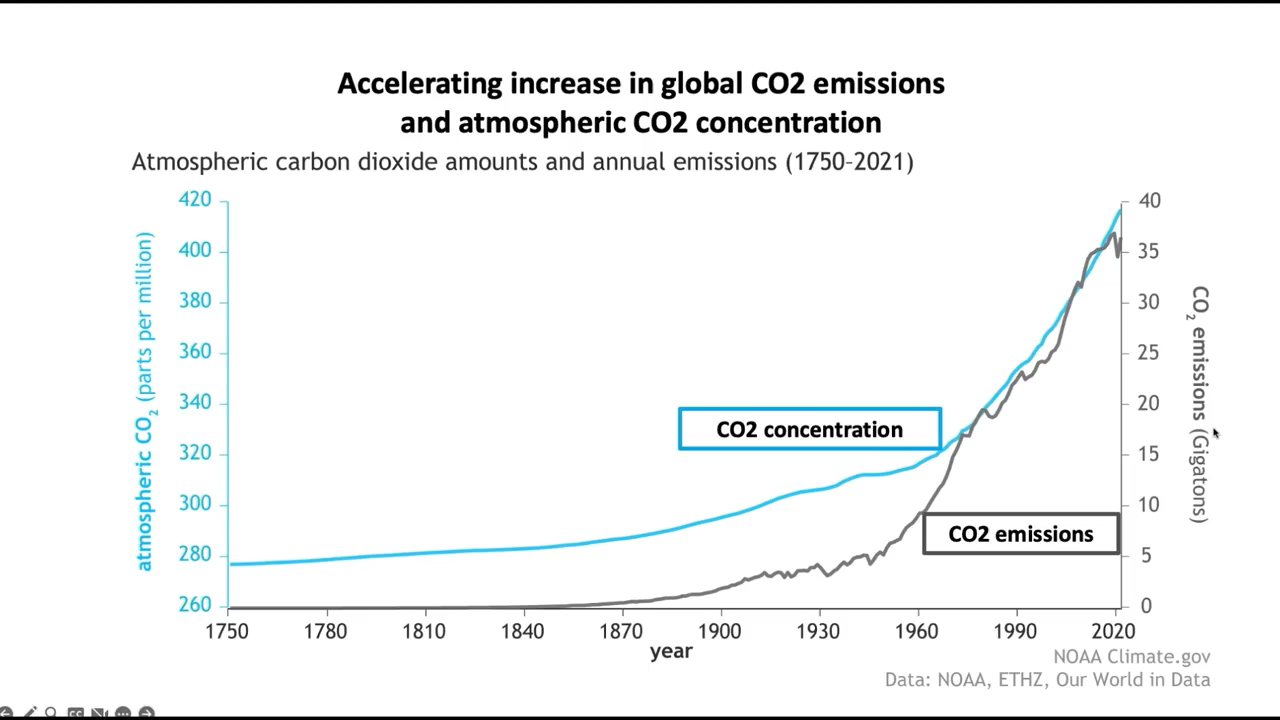 Accelerating increase in global CO2 emissions
and atmospheric CO2 concentration
Atmospheric carbon dioxide amounts and annual emissions (1750-2021)
atmospheric CO₂ (parts per million)
420
400
380
360
340
320
300
280
260
CO2 concentration
CO2 emissions
40
35
30
25
20
15
10
5
0
CO₂ emissions (Gigatons)
1750 1780 1810 1840 1870 1900 1930 1960 1990 2020
year
NOAA Climate.gov
Data: NOAA, ETHZ, Our World in Data
CC